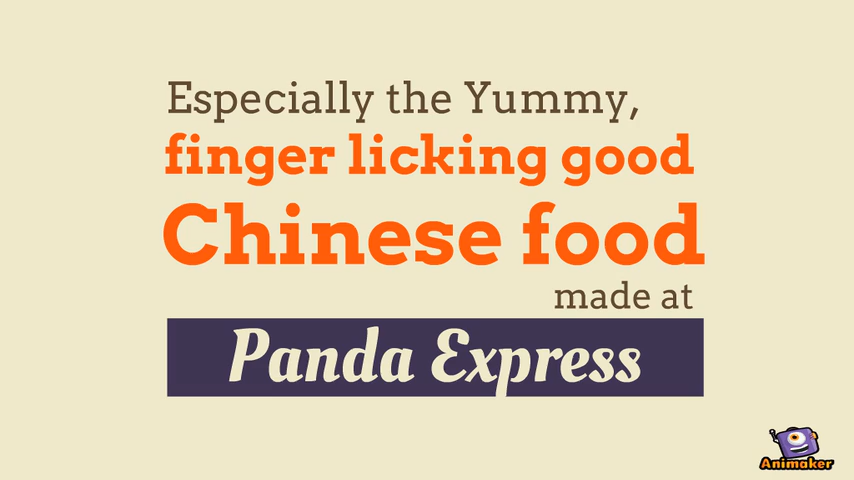 Especially the Yummy,
finger licking good
Chinese food
made at
Panda Express
Animaker